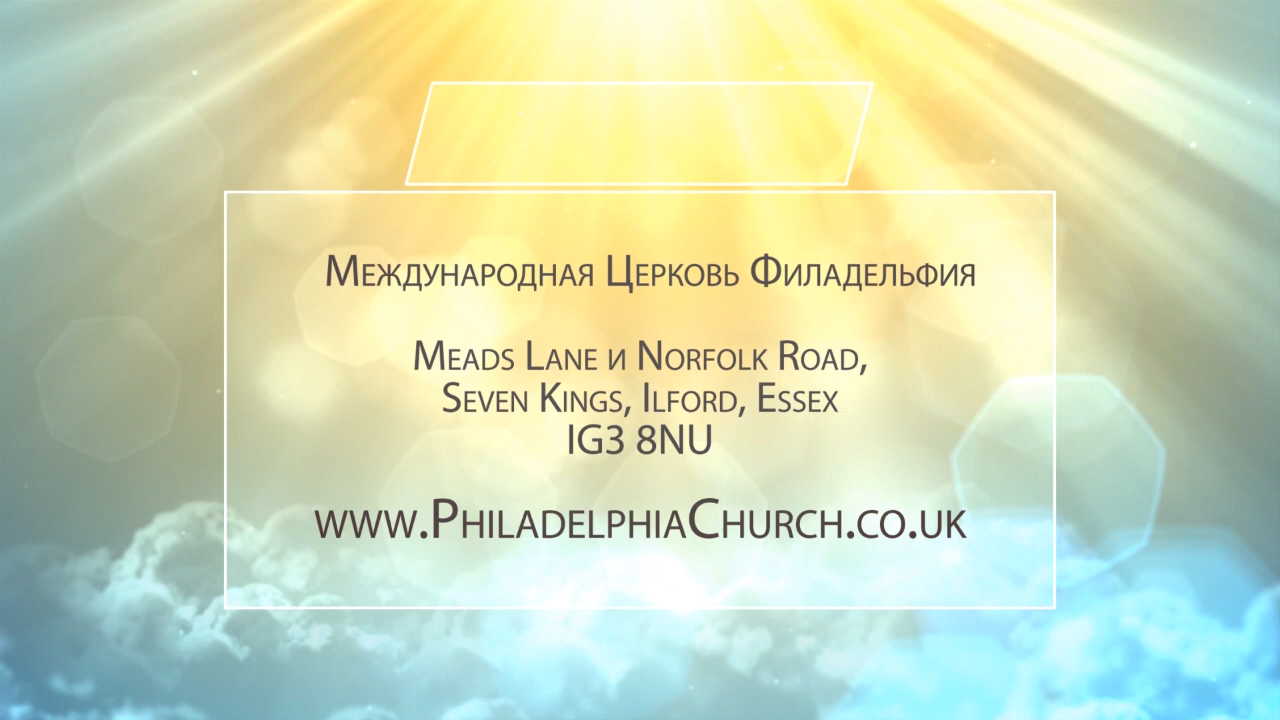 Международная Церковь Филадельфия
Meads Lane и Norfolk Road,
Seven Kings, Ilford, Essex
IG3 8NU
www.PhiladelphiaChurch.co.uk